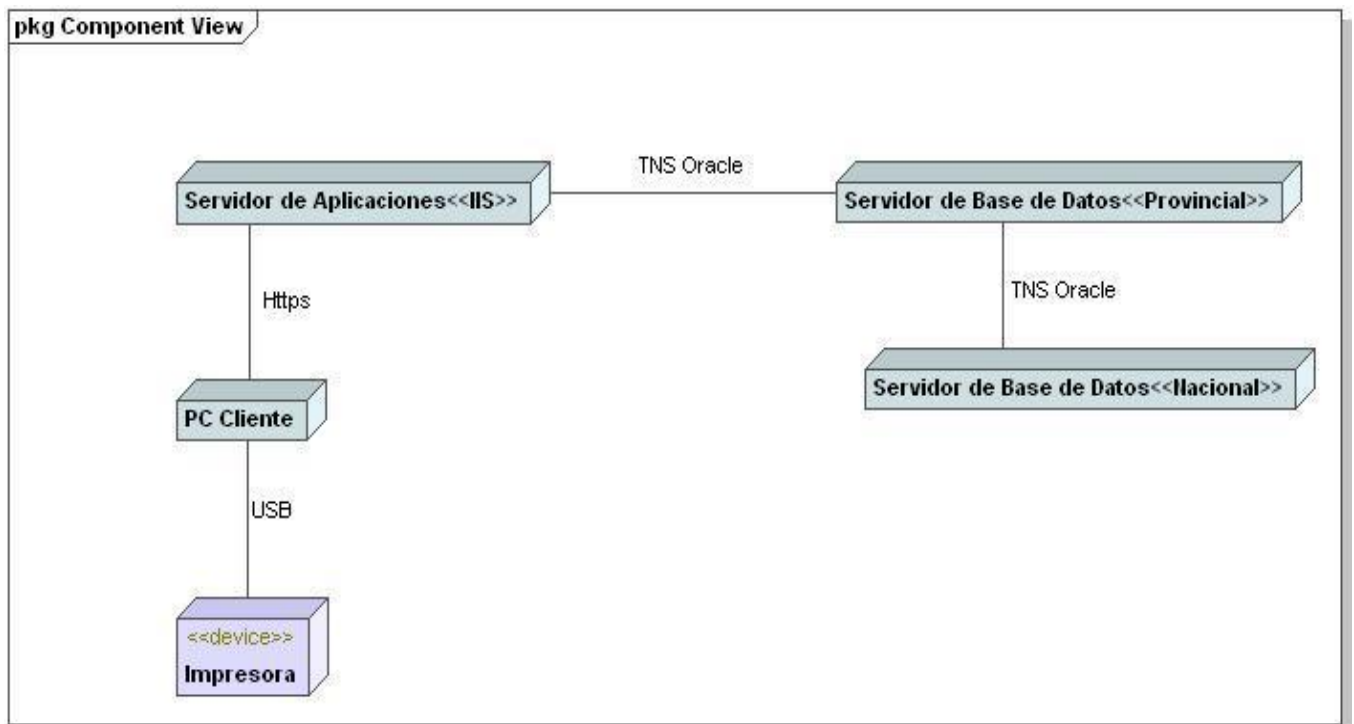 pkg Component View
TNS Oracle
Servidor de Aplicaciones<<IIS>>
Servidor de Base de Datos<<Provincial>>
Https
TNS Oracle
Servidor de Base de Datos<<Nacional>>
PC Cliente
USB
<<device>>
Impresora